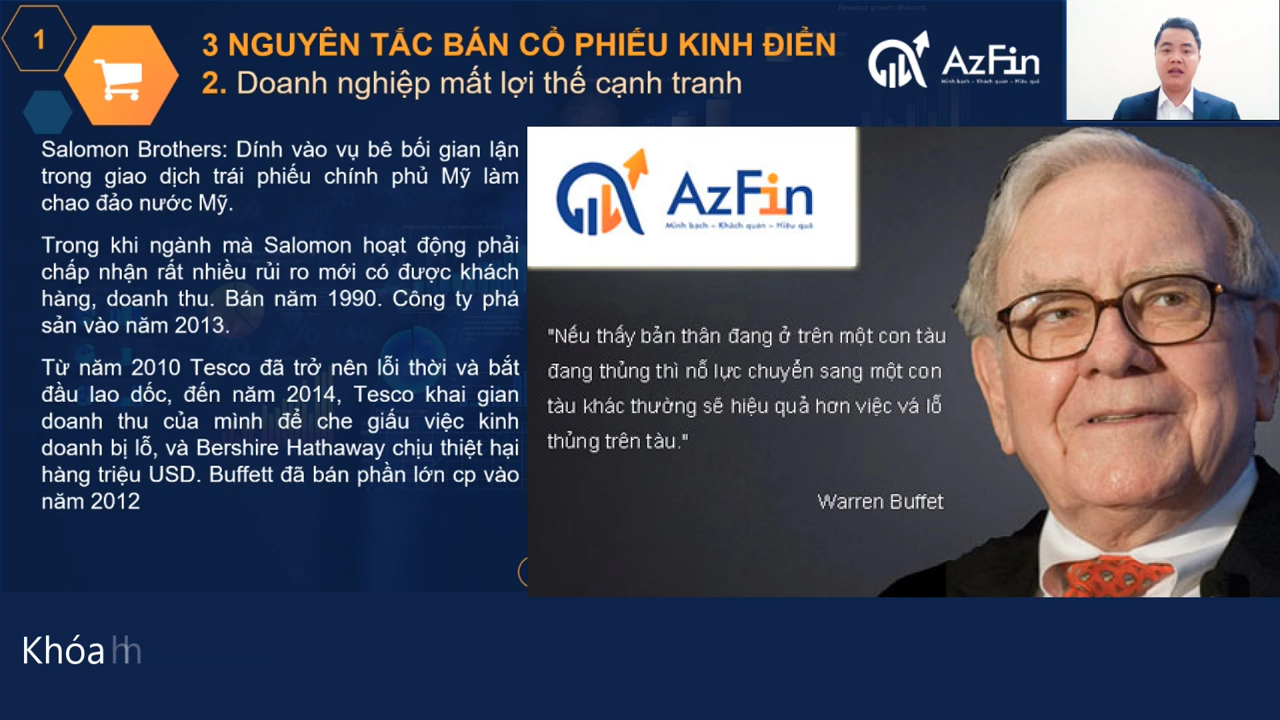 1
3 NGUYÊN TẮC BÁN CỔ PHIẾU KINH ĐIỂN
2. Doanh nghiệp mất lợi thế cạnh tranh
AzFin
Minh bạch – Khách quan – Hiệu quả
Salomon Brothers: Dính vào vụ bê bối gian lận
trong giao dịch trái phiếu chính phủ Mỹ làm
chao đảo nước Mỹ.
Trong khi ngành mà Salomon hoạt động phải
chấp nhận rất nhiều rủi ro mới có được khách
hàng, doanh thu. Bán năm 1990. Công ty phá
sản vào năm 2013.
Từ năm 2010 Tesco đã trở nên lỗi thời và bắt
đầu lao dốc, đến năm 2014, Tesco khai gian
doanh thu của mình để che giấu việc kinh
doanh bị lỗ, và Bershire Hathaway chịu thiệt hại
hàng triệu USD. Buffett đã bán phần lớn cp vào
năm 2012
AzFin
Minh bạch – Khách quan – Hiệu quả
"Nếu thấy bản thân đang ở trên một con tàu
đang thủng thì nỗ lực chuyển sang một con
tàu khác thường sẽ hiệu quả hơn việc vá lỗ
thủng trên tàu."
Warren Buffet
Khóa